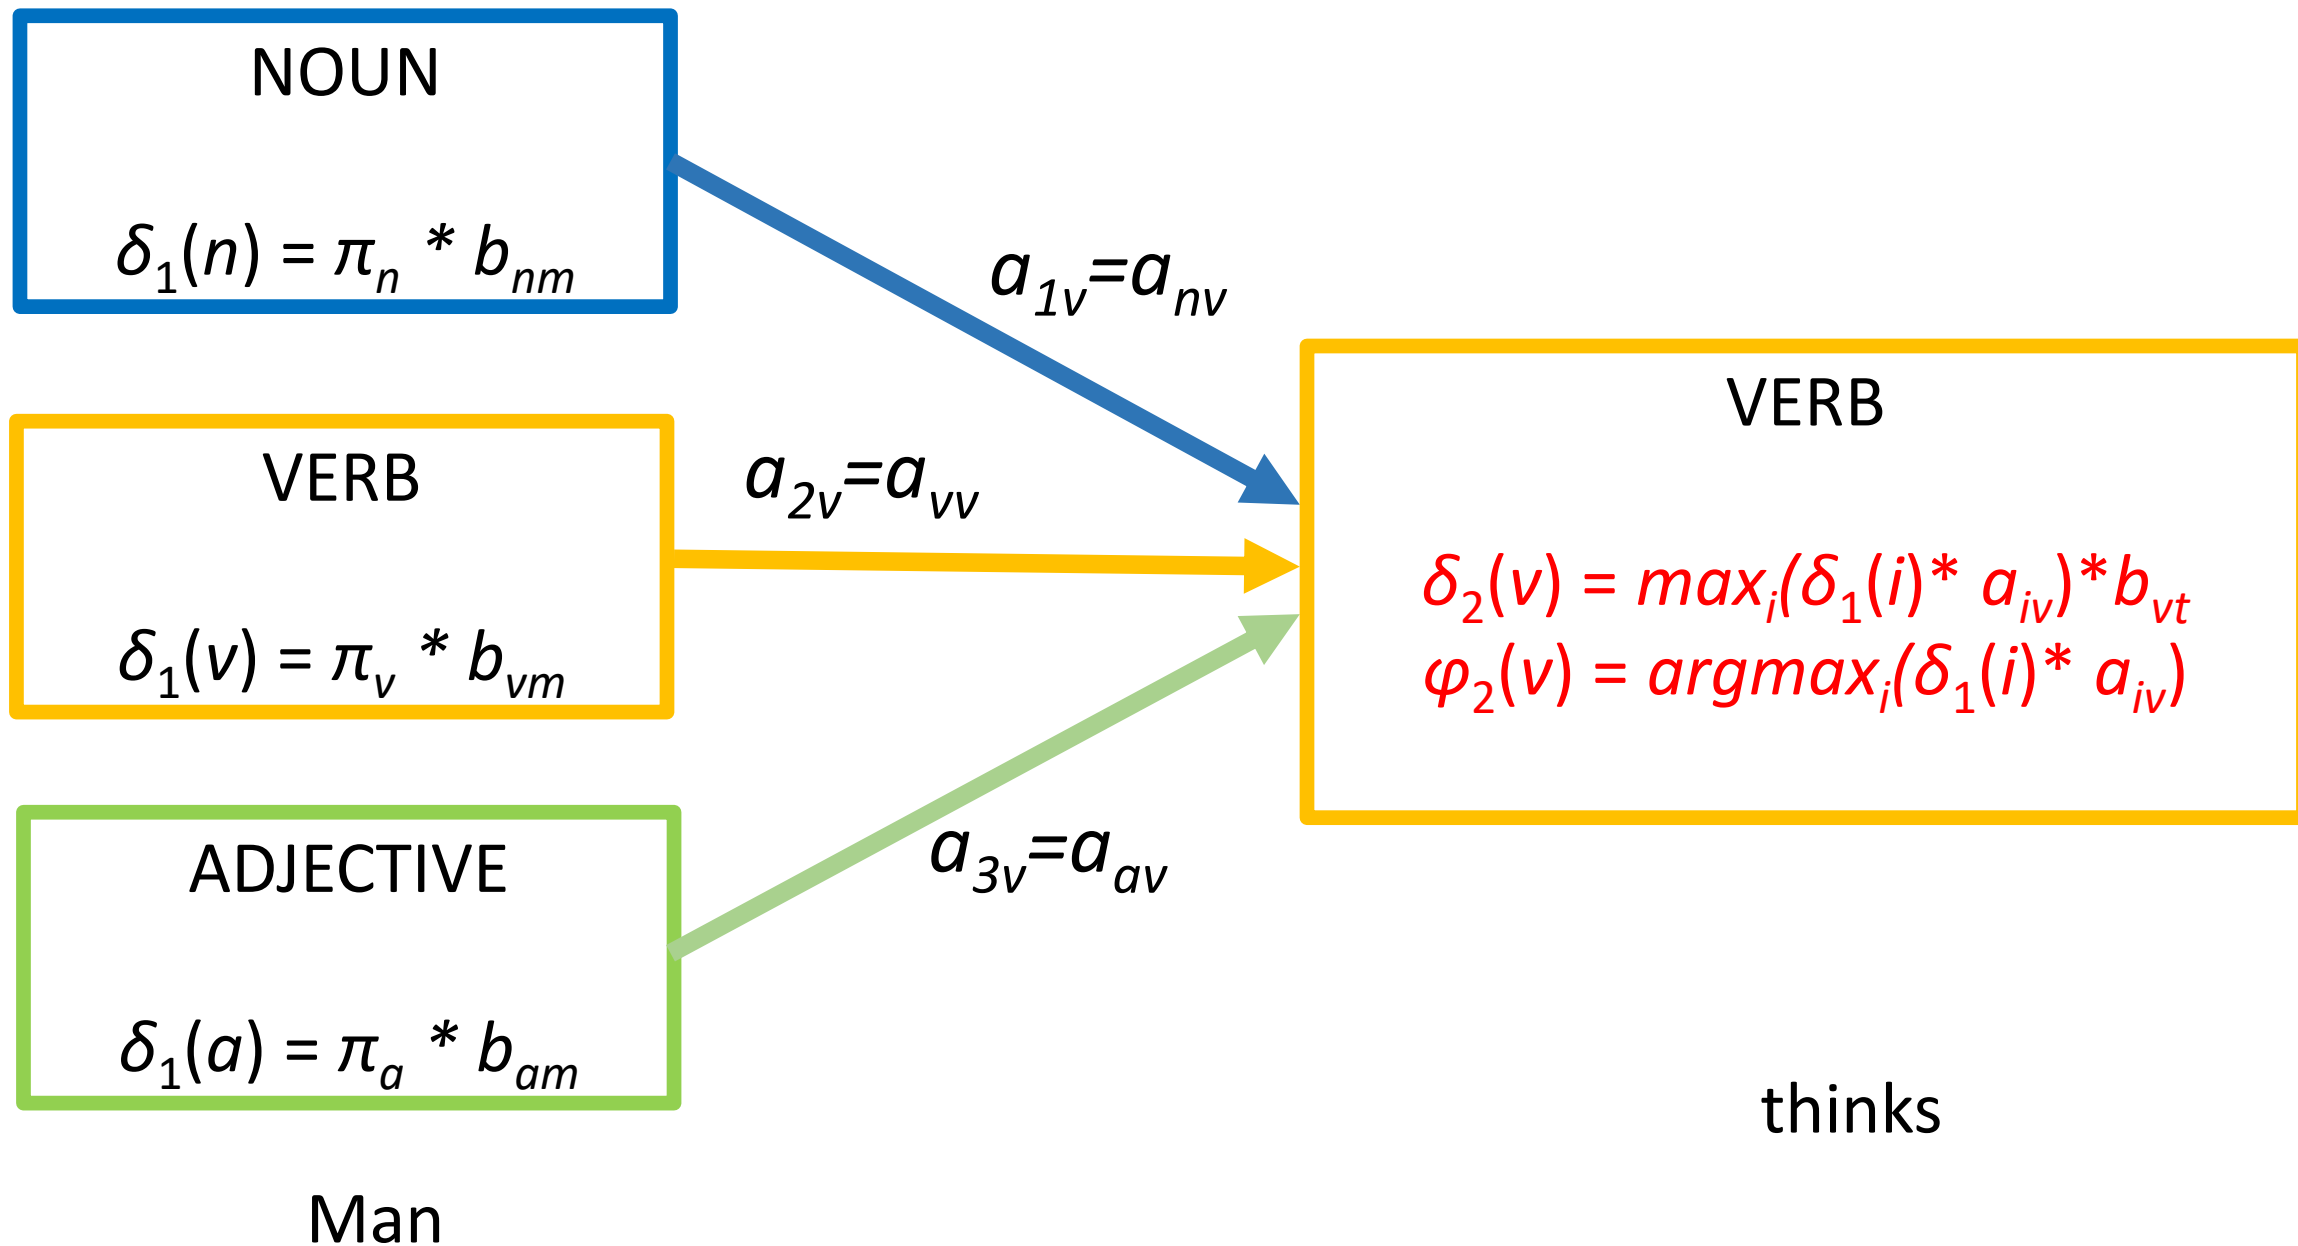 NOUN
δ₁(n) = πₙ * bₙₘ
a₁ᵥ=aₙᵥ
VERB
δ₁(v) = πᵥ * bᵥₘ
a₂ᵥ=aᵥᵥ
VERB
δ₂(v) = maxᵢ(δ₁(i)* aᵢᵥ)*bᵥₜ
φ₂(v) = argmaxᵢ(δ₁(i)* aᵢᵥ)
ADJECTIVE
δ₁(a) = πₐ * bₐₘ
a₃ᵥ=aₐᵥ
thinks
Man